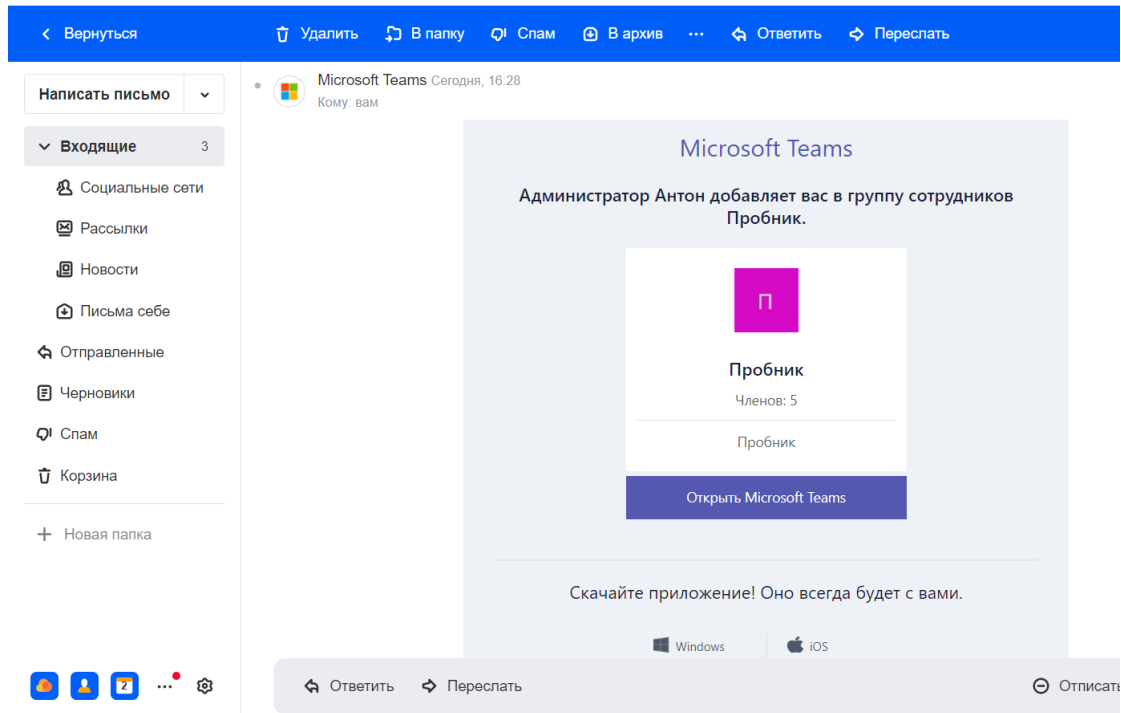 Вернуться
Удалить
В папку
Спам
В архив
Ответить
Переслать
Написать письмо
Входящие 3
Социальные сети
Рассылки
Новости
Письма себе
Отправленные
Черновики
Спам
Корзина
Новая папка
2
Microsoft Teams Сегодня, 16:28
Кому: вам
Microsoft Teams
Администратор Антон добавляет вас в группу сотрудников
Пробник.
П
Пробник
Членов: 5
Пробник
Открыть Microsoft Teams
Скачайте приложение! Оно всегда будет с вами.
Windows
iOS
Ответить
Переслать
Отписать